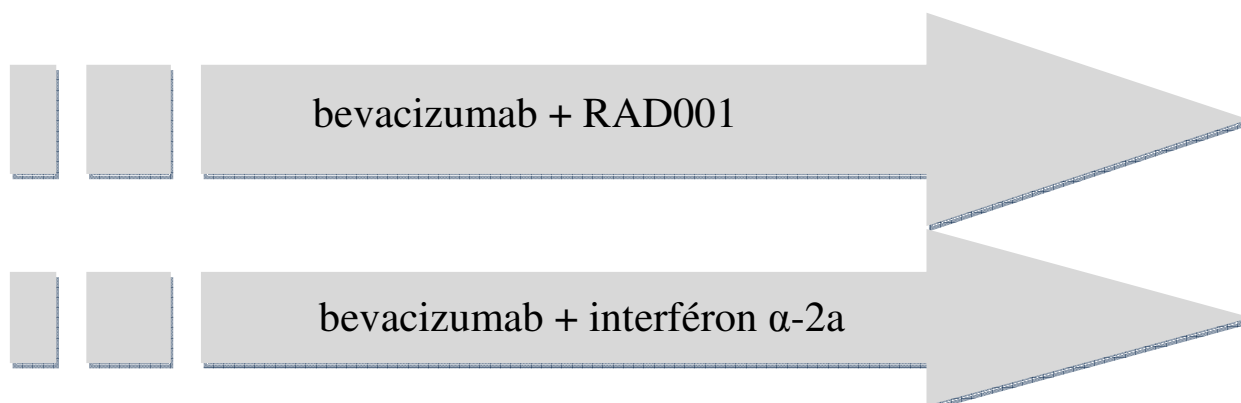 bevacizumab + RAD001
bevacizumab + interféron α-2a